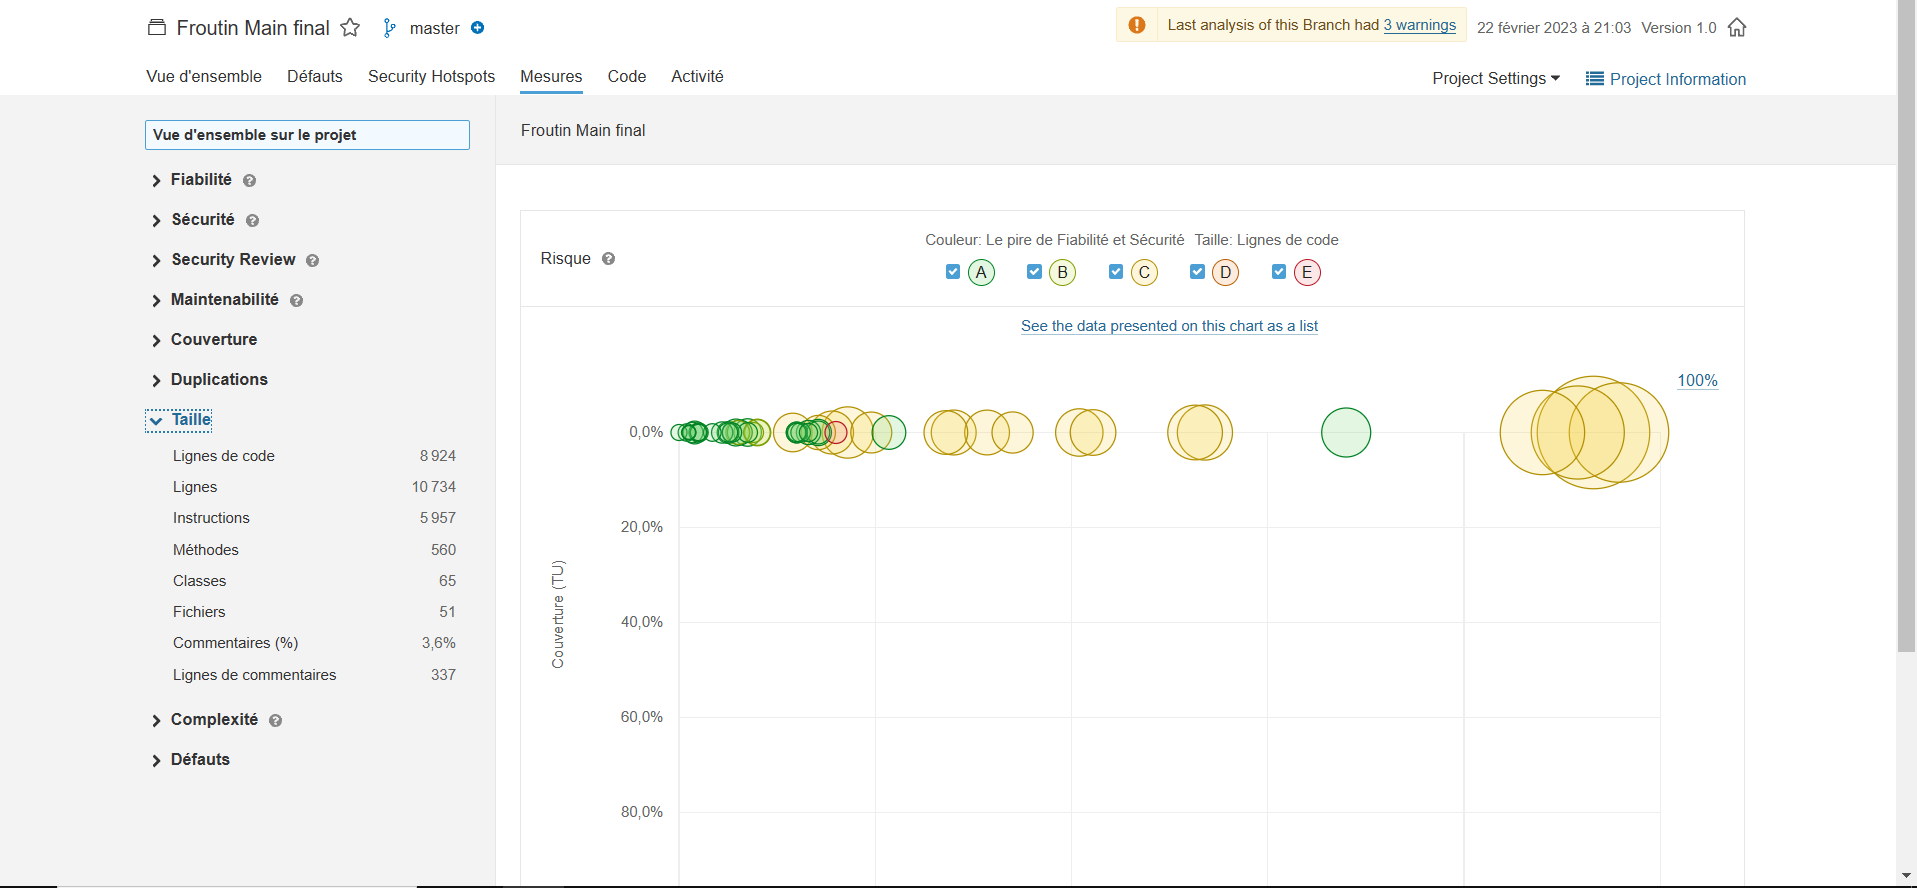 Froutin Main final
master
Last analysis of this Branch had 3 warnings
22 février 2023 à 21:03 Version 1.0
Vue d'ensemble Défauts Security Hotspots Mesures Code Activité
Project Settings
Project Information
Vue d'ensemble sur le projet
Fiabilité ?
Sécurité ?
Security Review ?
Maintenabilité ?
Couverture
Duplications
Taille
Lignes de code 8 924
Lignes 10 734
Instructions 5 957
Méthodes 560
Classes 65
Fichiers 51
Commentaires (%) 3,6%
Lignes de commentaires 337
Complexité ?
Défauts
Froutin Main final
Risque ?
Couleur: Le pire de Fiabilité et Sécurité Taille: Lignes de code
A B C D E
See the data presented on this chart as a list
100%
0,0%
20,0%
40,0%
60,0%
80,0%
Couverture (TU)